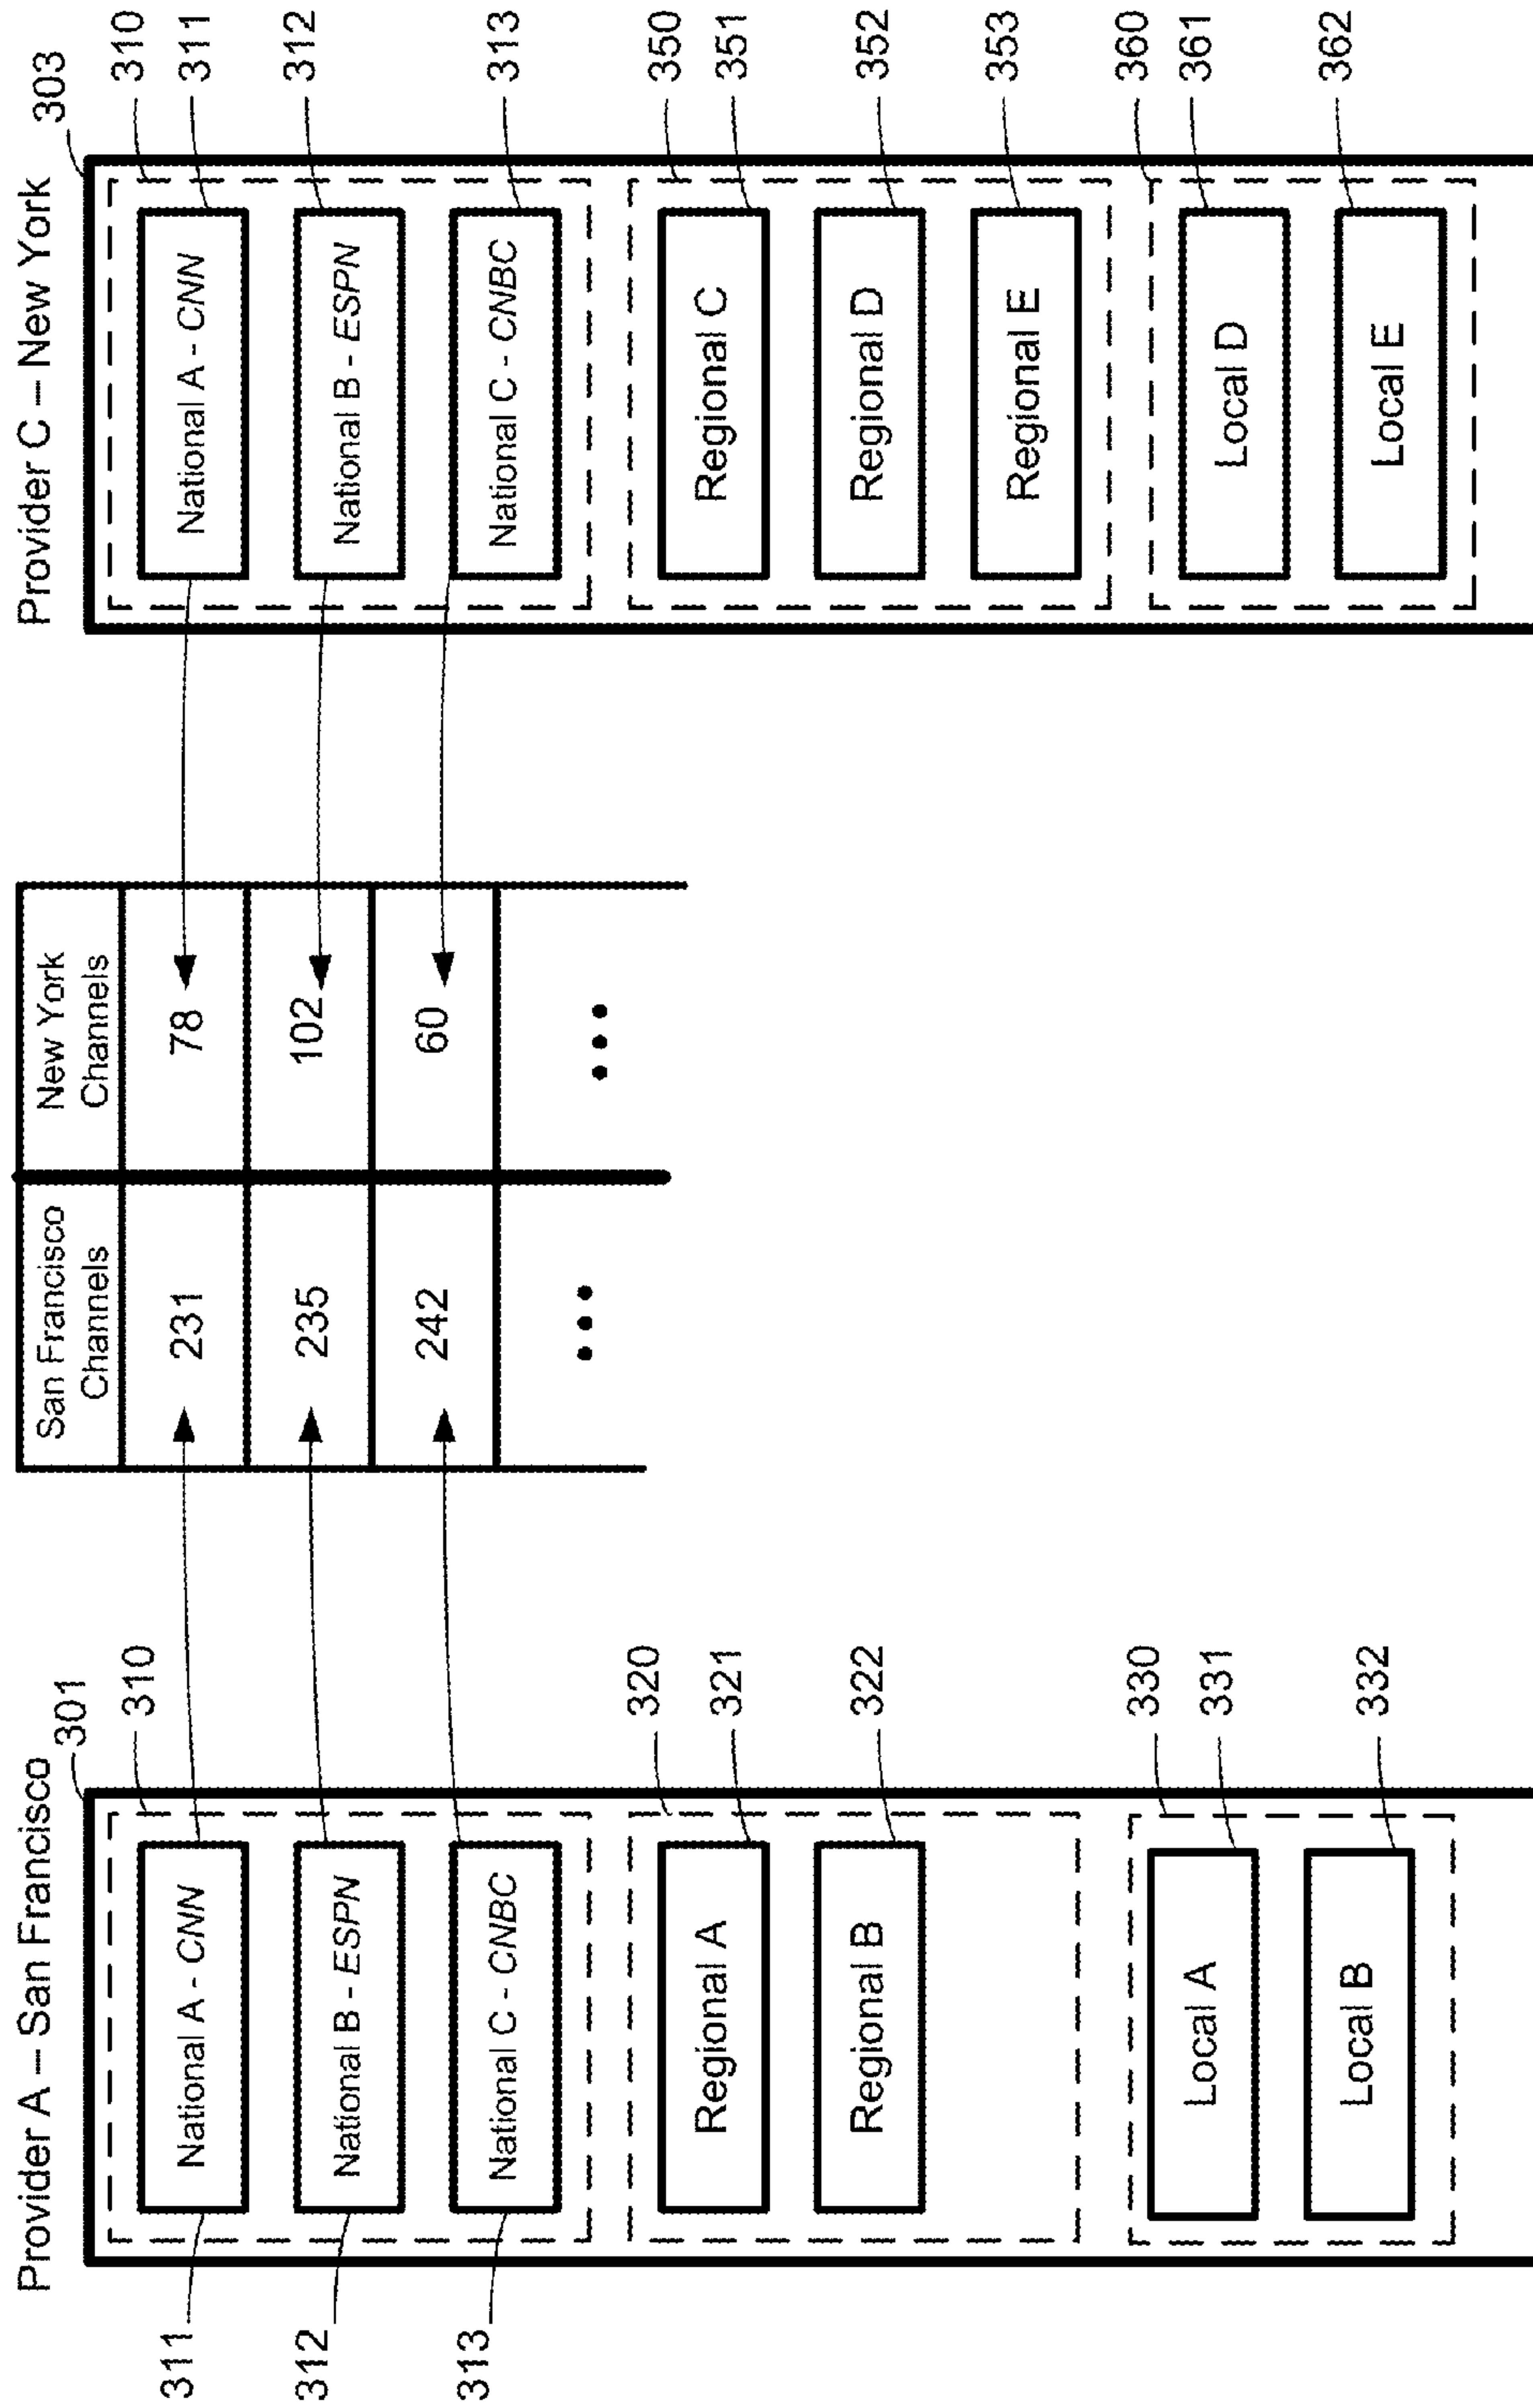 Provider A – San Francisco
301
310
311
National A - CNN
312
National B - ESPN
313
National C - CNBC
320
Regional A
321
Regional B
322
330
Local A
331
Local B
332
San Francisco
Channels
New York
Channels
231
78
235
102
242
60
...
...
Provider C – New York
303
310
National A - CNN
311
National B - ESPN
312
National C - CNBC
313
350
Regional C
351
Regional D
352
Regional E
353
360
Local D
361
Local E
362